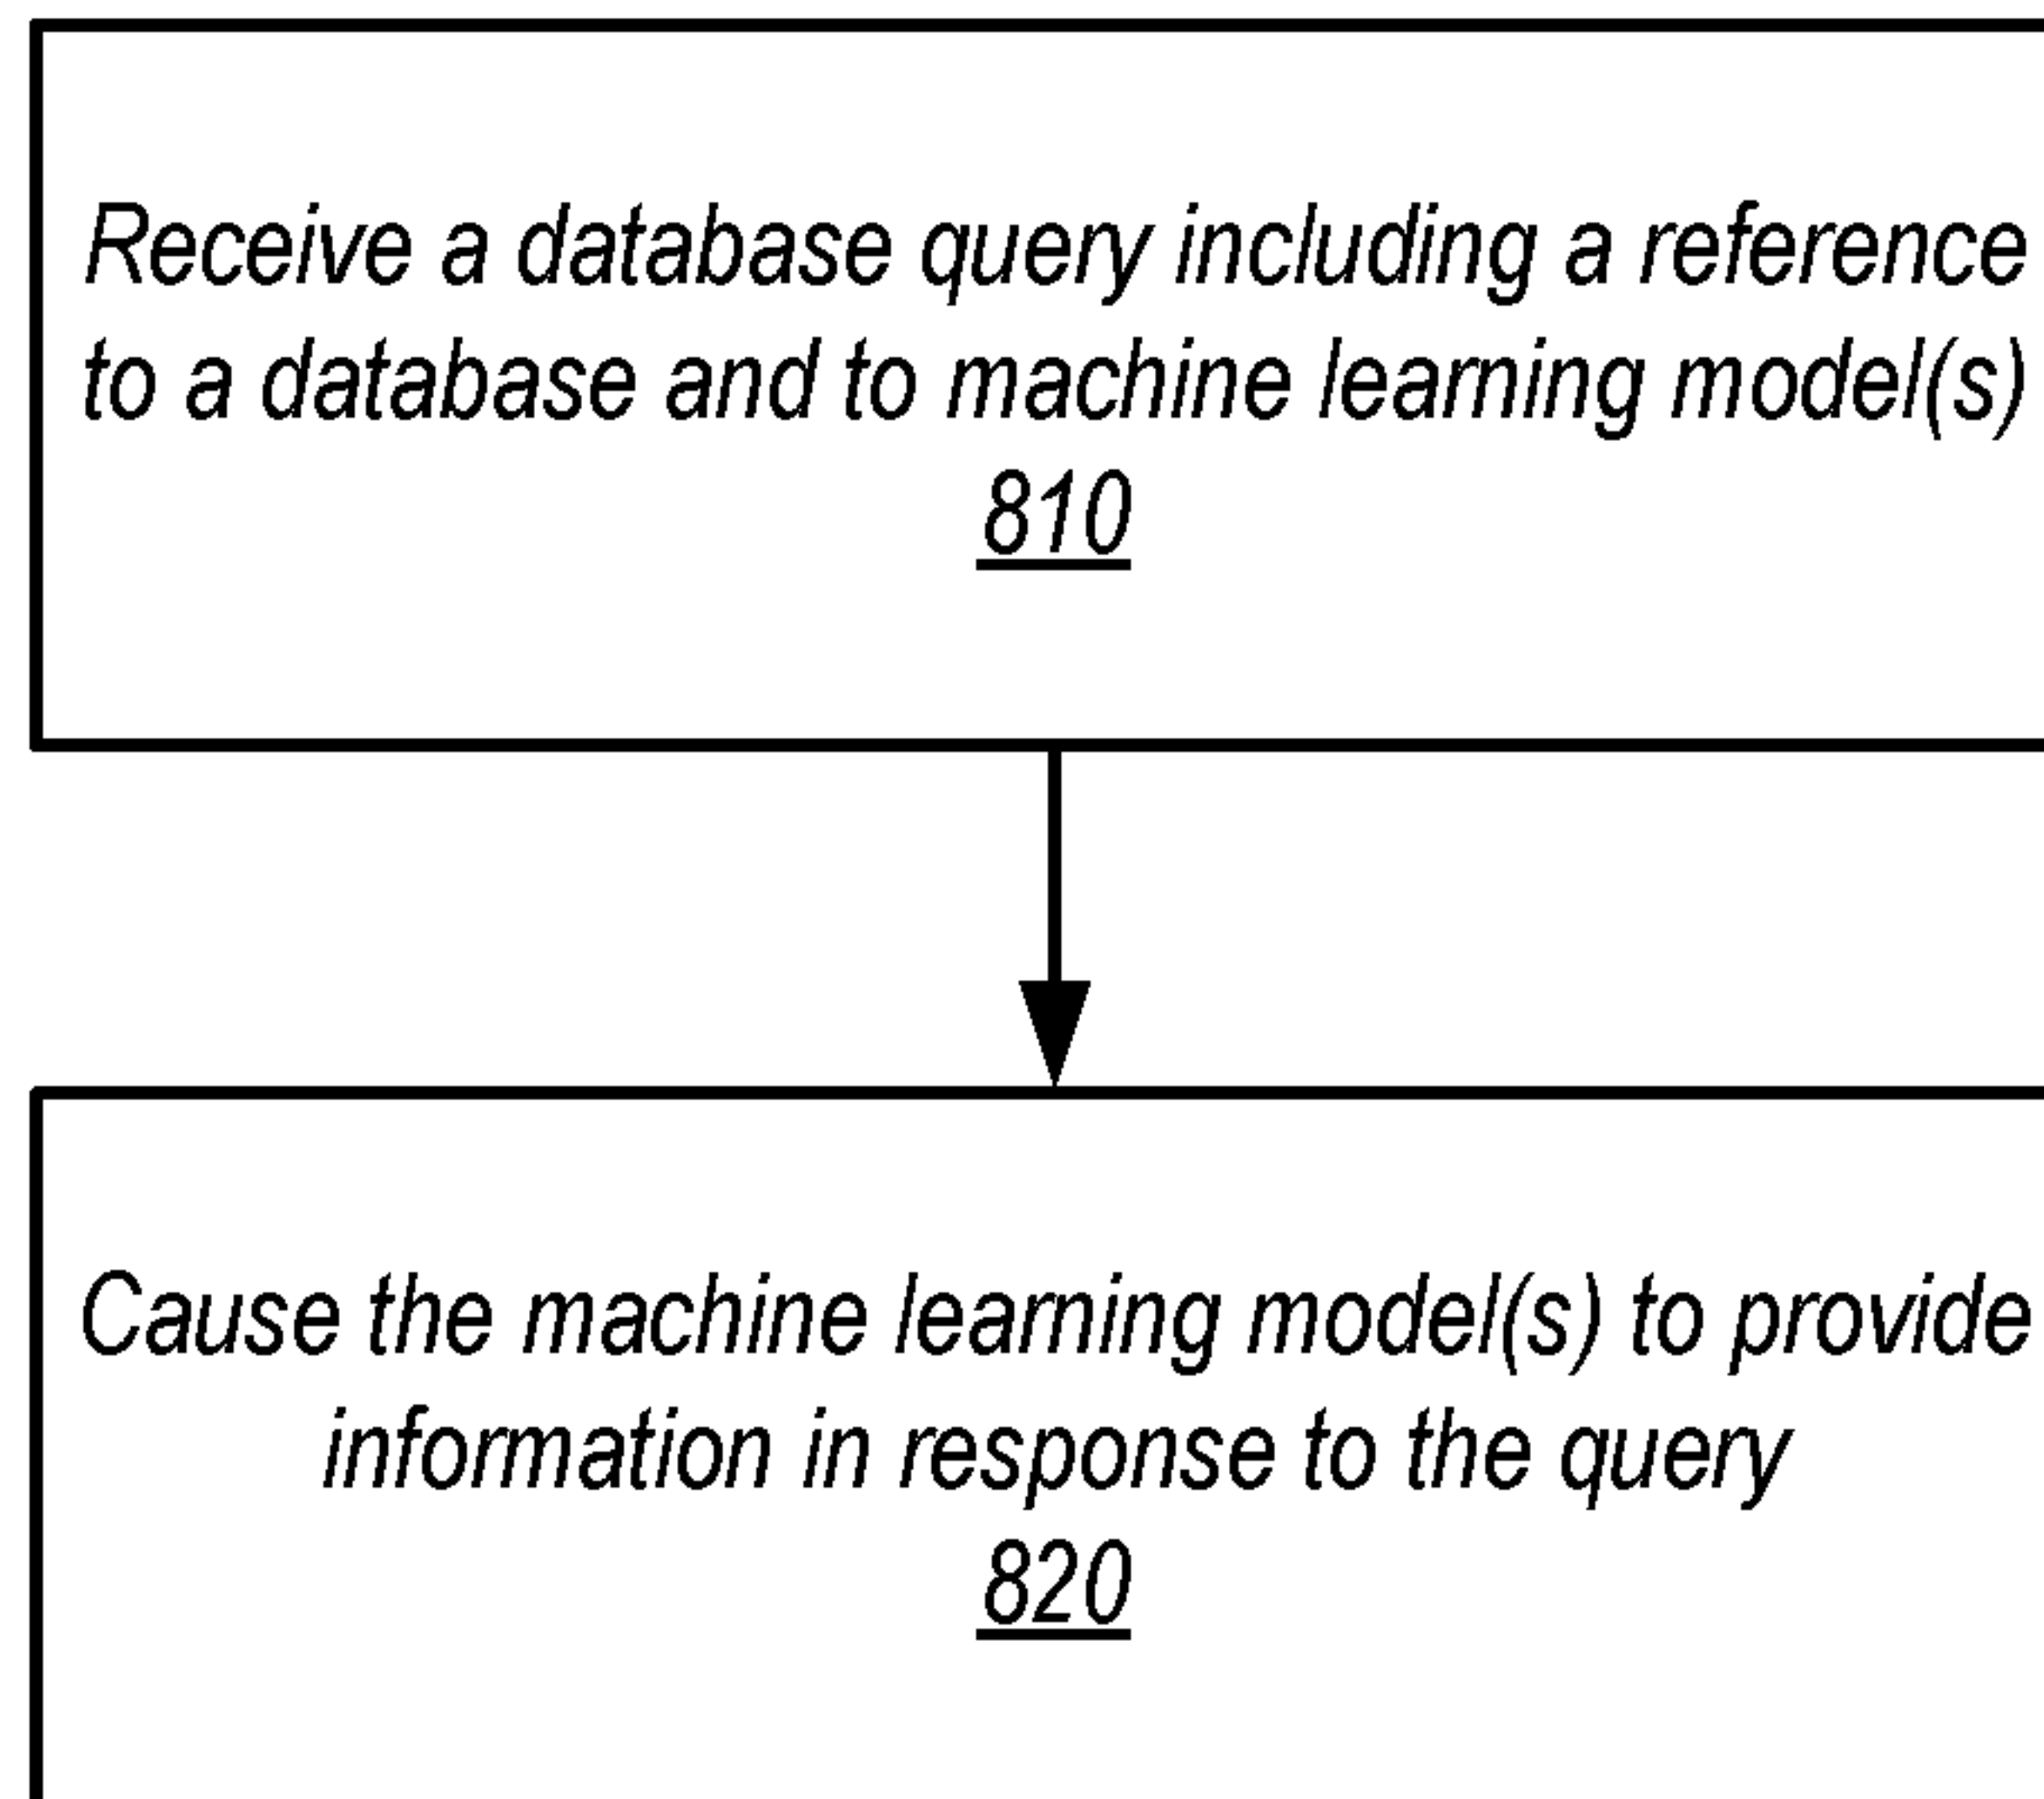 Receive a database query including a reference
to a database and to machine learning model(s)
810
Cause the machine learning model(s) to provide
information in response to the query
820